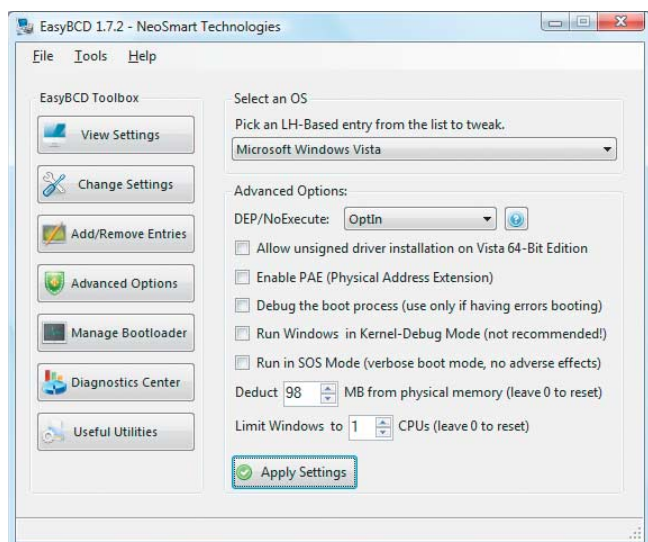 EasyBCD 1.7.2 - NeoSmart Technologies
File Tools Help
EasyBCD Toolbox
View Settings
Change Settings
Add/Remove Entries
Advanced Options
Manage Bootloader
Diagnostics Center
Useful Utilities
Select an OS
Pick an LH-Based entry from the list to tweak.
Microsoft Windows Vista
Advanced Options:
DEP/NoExecute: OptIn
Allow unsigned driver installation on Vista 64-Bit Edition
Enable PAE (Physical Address Extension)
Debug the boot process (use only if having errors booting)
Run Windows in Kernel-Debug Mode (not recommended!)
Run in SOS Mode (verbose boot mode, no adverse effects)
Deduct 98 MB from physical memory (leave 0 to reset)
Limit Windows to 1 CPUs (leave 0 to reset)
Apply Settings